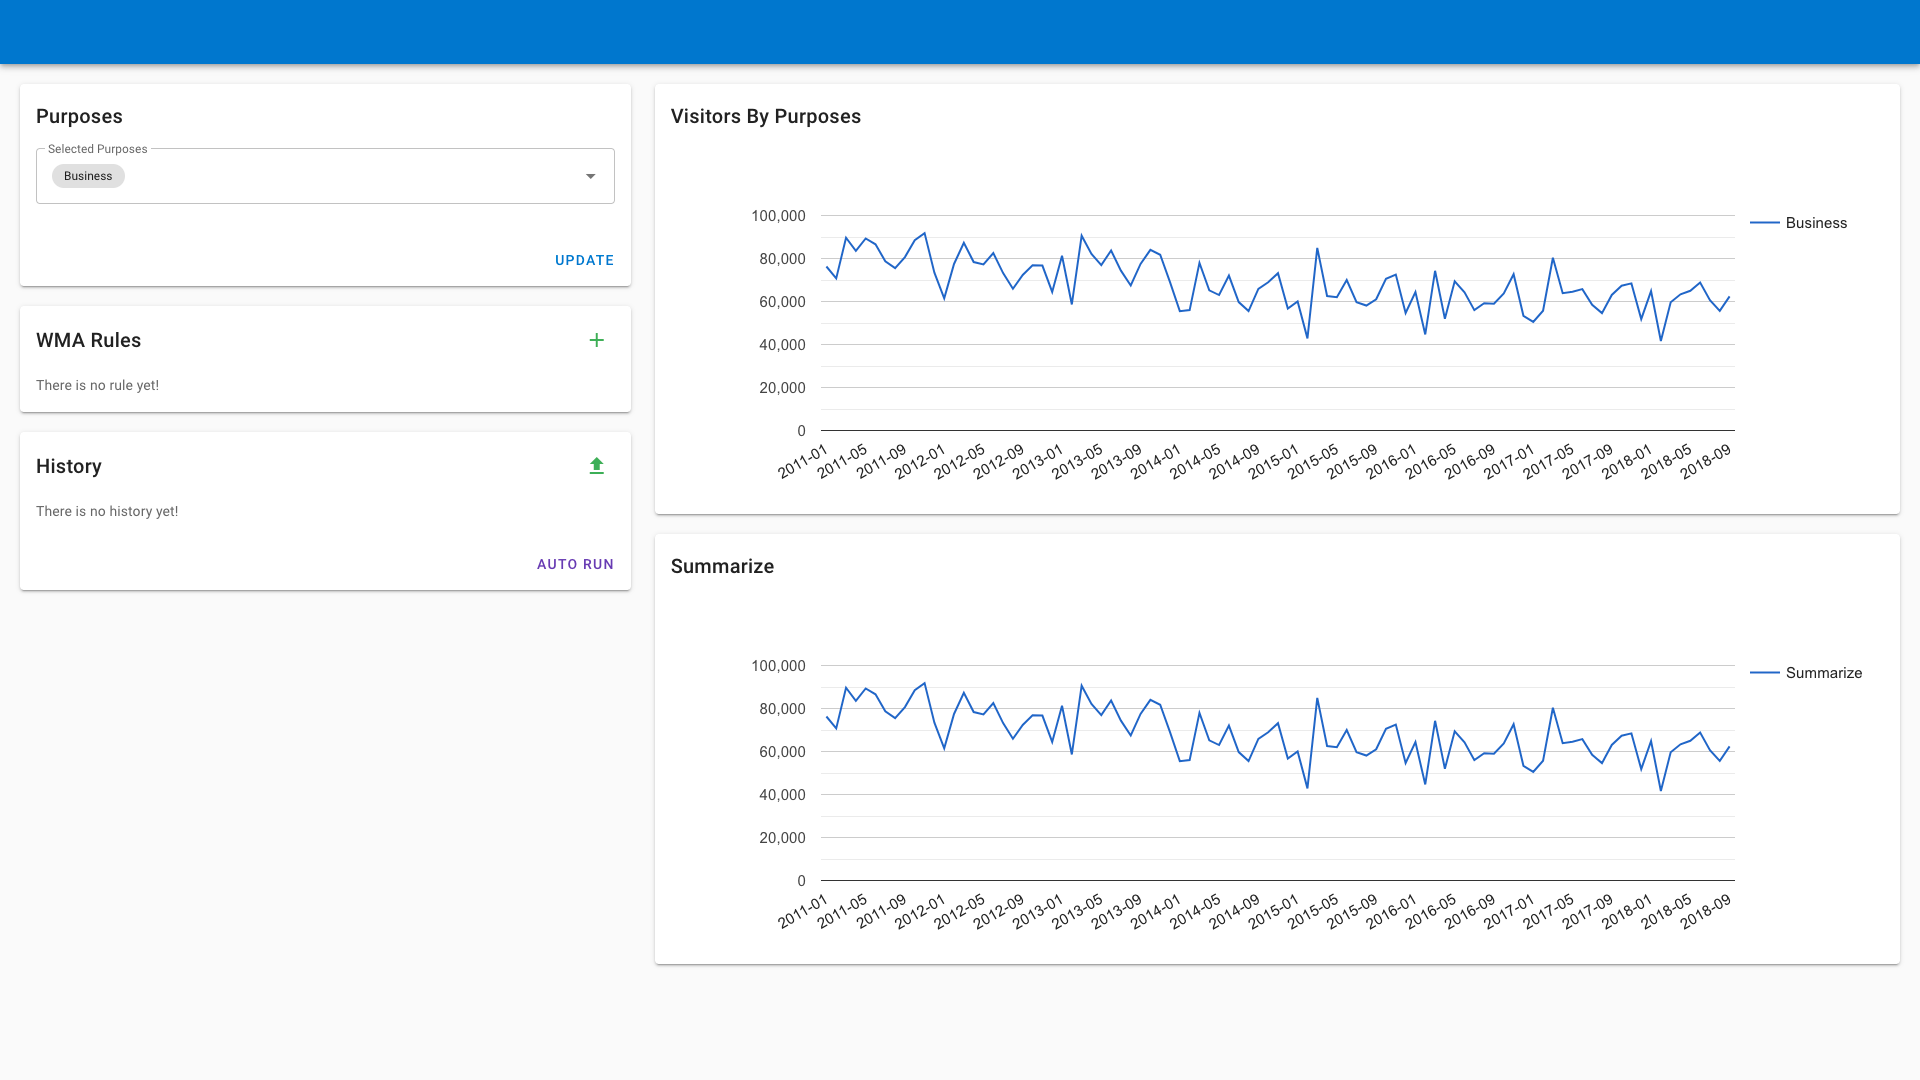 Purposes
Selected Purposes
Business
UPDATE
WMA Rules
There is no rule yet!
History
There is no history yet!
AUTO RUN
Visitors By Purposes
100,000
80,000
60,000
40,000
20,000
0
2011-01 2011-05 2011-09 2012-01 2012-05 2012-09 2013-01 2013-05 2013-09 2014-01 2014-05 2014-09 2015-01 2015-05 2015-09 2016-01 2016-05 2016-09 2017-01 2017-05 2017-09 2018-01 2018-05 2018-09
Business
Summarize
100,000
80,000
60,000
40,000
20,000
0
2011-01 2011-05 2011-09 2012-01 2012-05 2012-09 2013-01 2013-05 2013-09 2014-01 2014-05 2014-09 2015-01 2015-05 2015-09 2016-01 2016-05 2016-09 2017-01 2017-05 2017-09 2018-01 2018-05 2018-09
Summarize